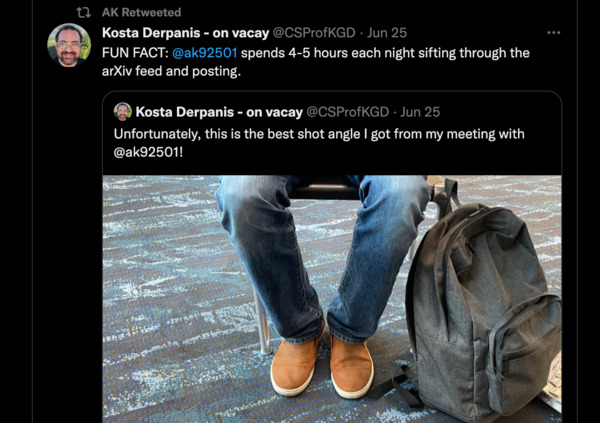 AK Retweeted
Kosta Derpanis - on vacay @CSProfKGD · Jun 25
FUN FACT: @ak92501 spends 4-5 hours each night sifting through the
arXiv feed and posting.
Kosta Derpanis - on vacay @CSProfKGD · Jun 25
Unfortunately, this is the best shot angle I got from my meeting with
@ak92501!